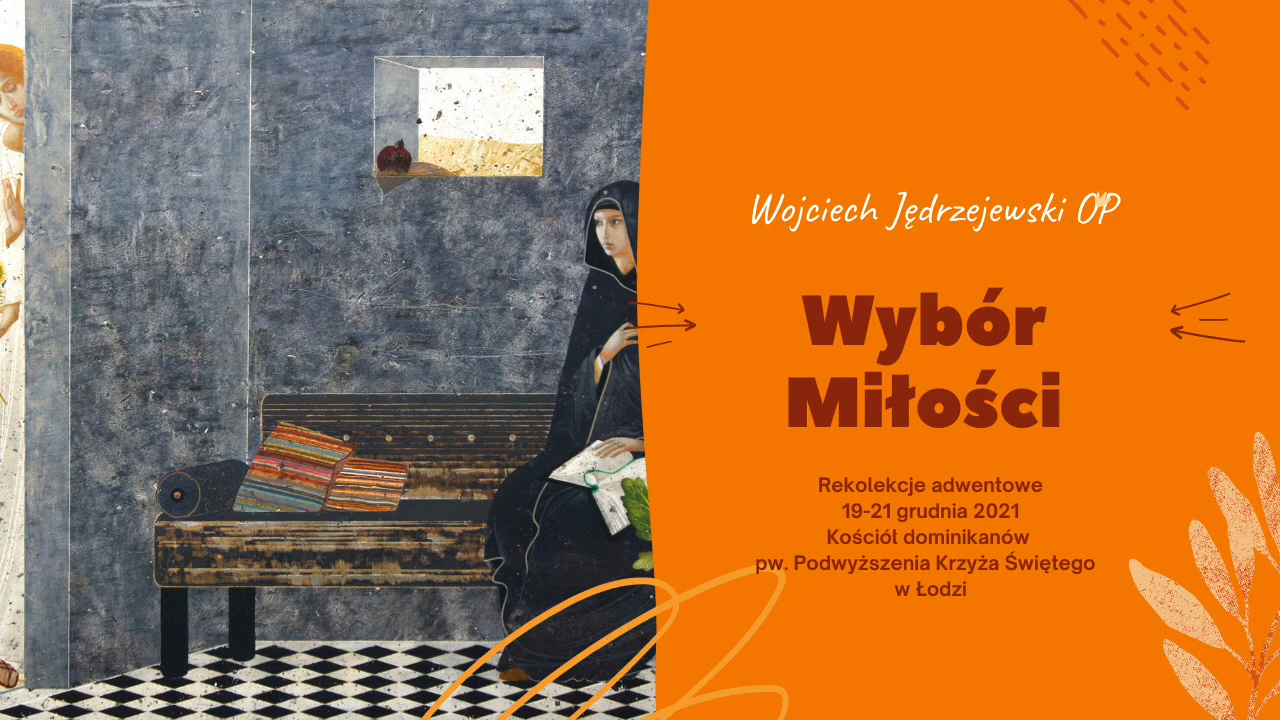 Wojciech Jędrzejewski OP
Wybór
Miłości
Rekolekcje adwentowe
19-21 grudnia 2021
Kościół dominikanów
pw. Podwyższenia Krzyża Świętego
w Łodzi